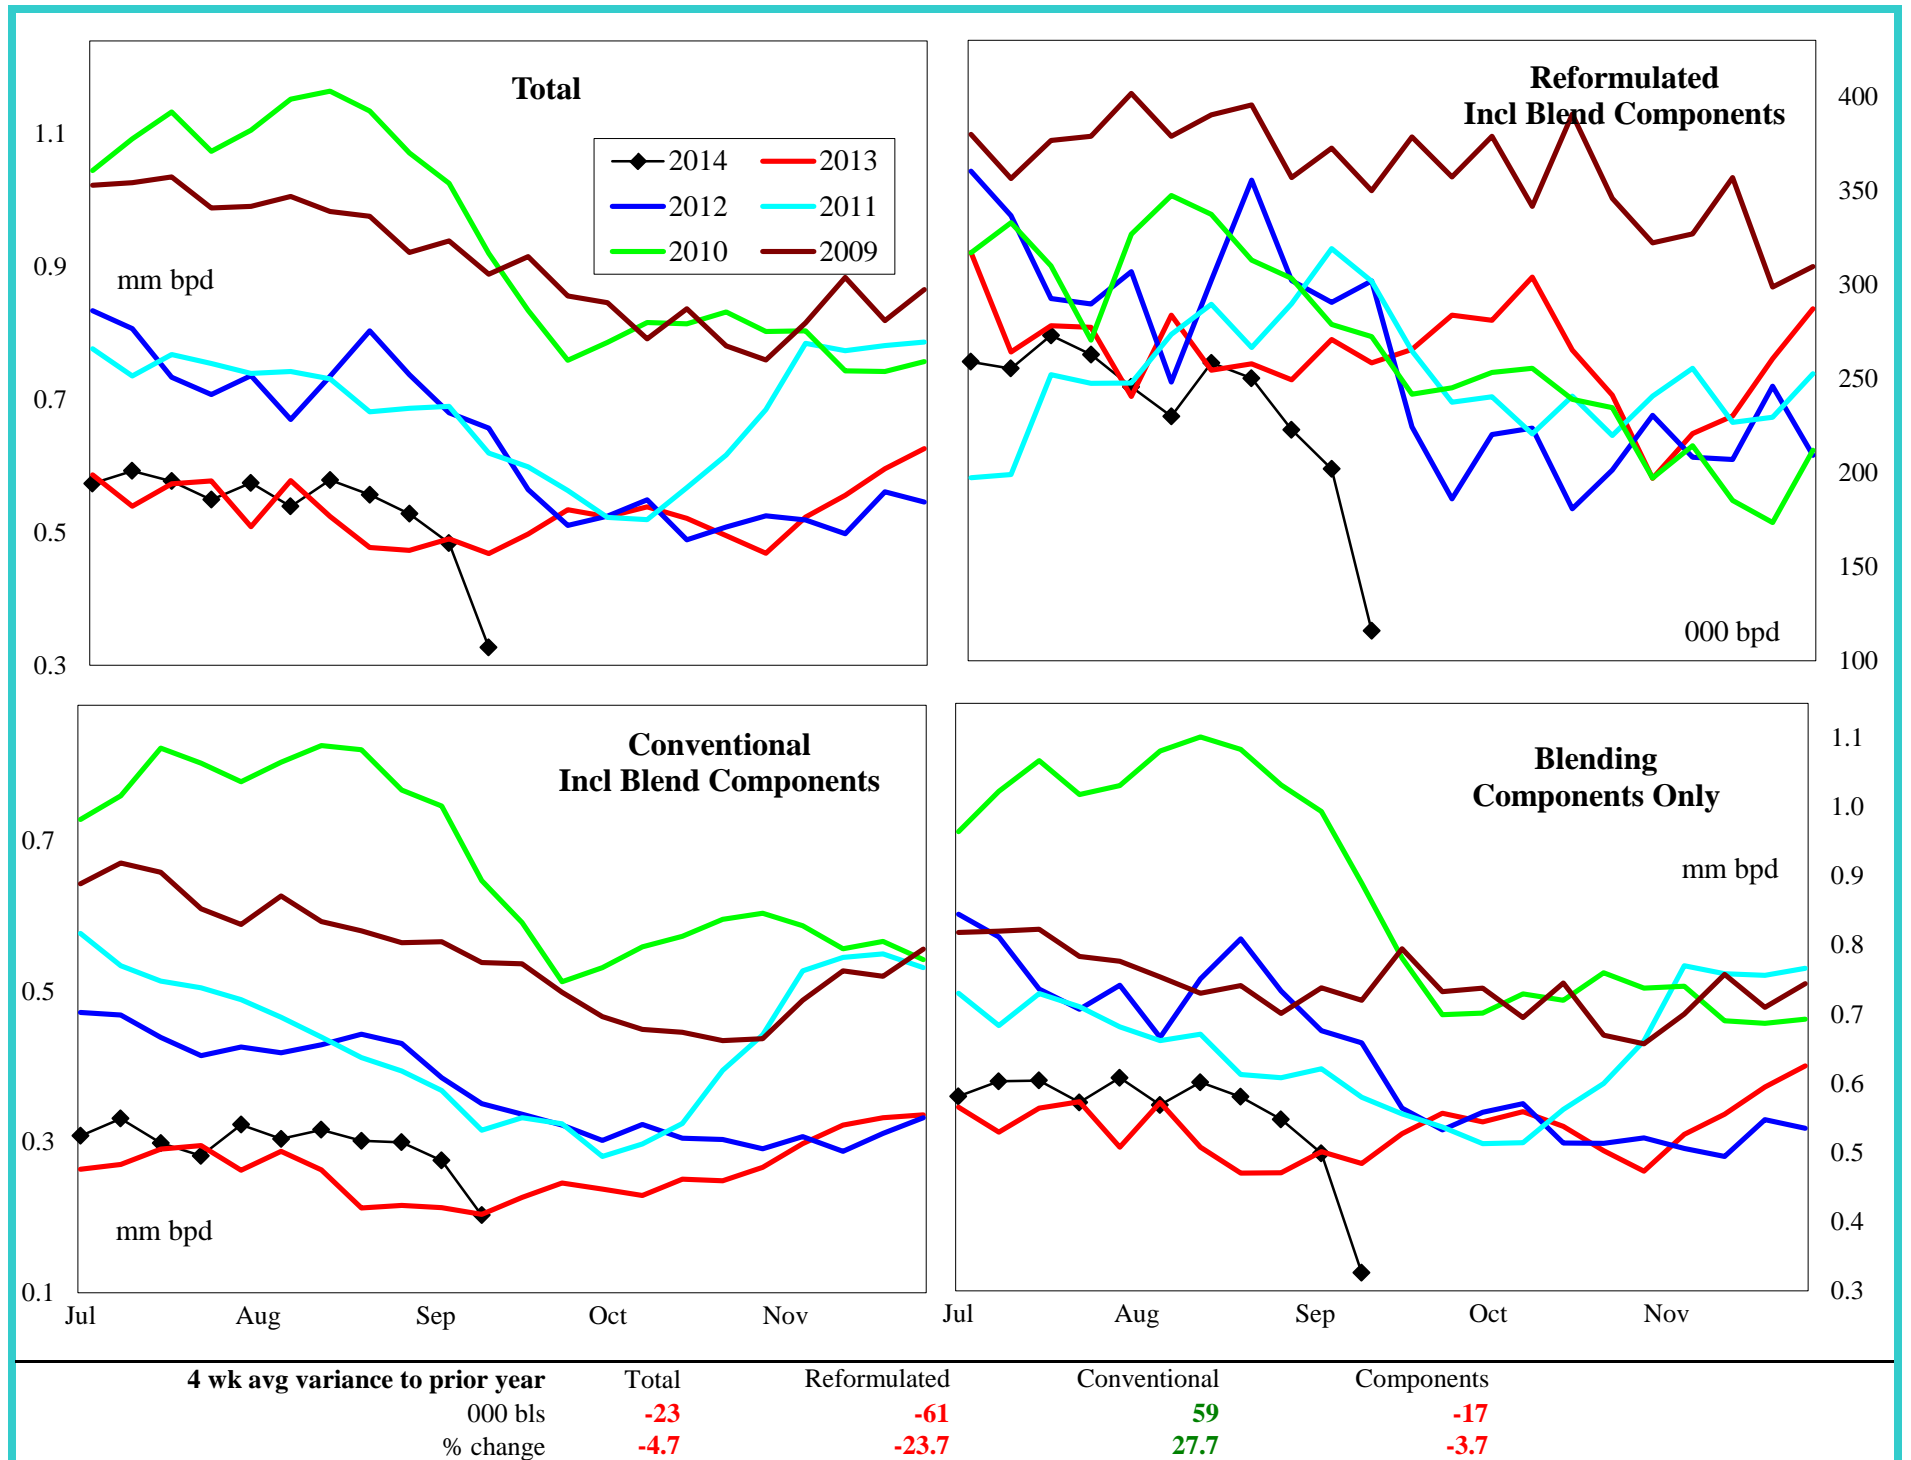 Total
1.1
0.9
0.7
0.5
0.3
mm bpd
2014 2013
2012 2011
2010 2009
Reformulated
Incl Blend Components
400
350
300
250
200
150
100
000 bpd
Conventional
Incl Blend Components
0.7
0.5
0.3
0.1
mm bpd
Jul Aug Sep Oct Nov
Blending
Components Only
mm bpd
1.1
1.0
0.9
0.8
0.7
0.6
0.5
0.4
0.3
Jul Aug Sep Oct Nov
4 wk avg variance to prior year Total Reformulated Conventional Components
000 bls -23 -61 59 -17
% change -4.7 -23.7 27.7 -3.7